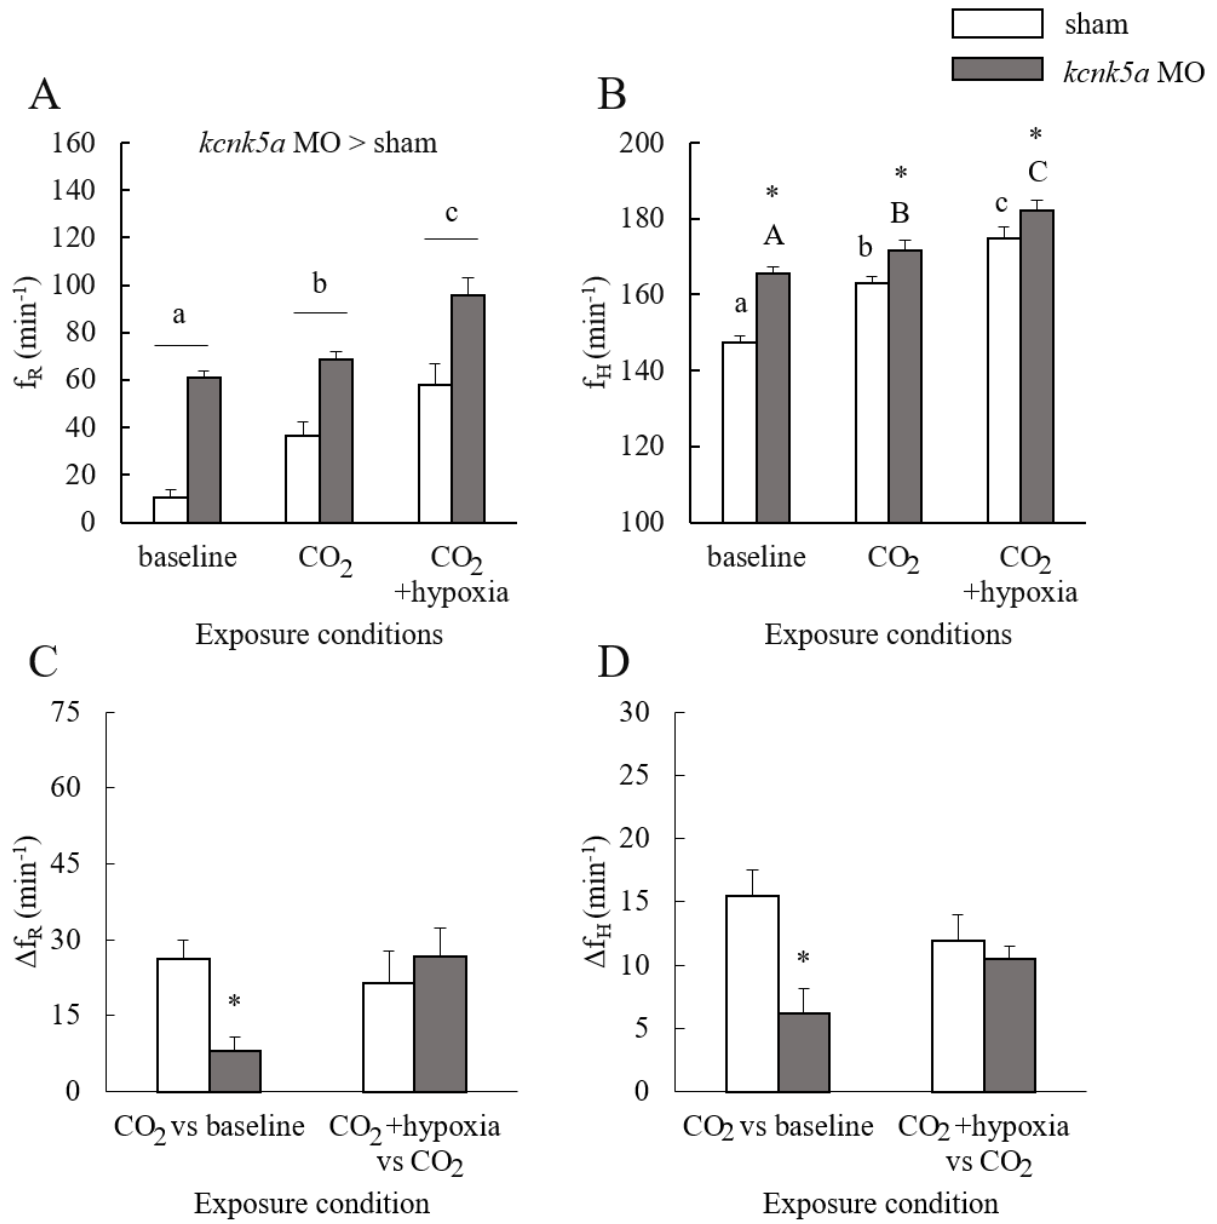 sham
kcnk5a MO
A
kcnk5a MO > sham
160
140
120
100
80
60
40
20
0
f_R (min⁻¹)
a
b
c
baseline
CO₂
CO₂
+hypoxia
Exposure conditions
B
200
180
160
140
120
100
f_H (min⁻¹)
a
*
A
b
*
B
c
*
C
baseline
CO₂
CO₂
+hypoxia
Exposure conditions
C
75
60
45
30
15
0
Δf_R (min⁻¹)
*
CO₂ vs baseline
CO₂ +hypoxia
vs CO₂
Exposure condition
D
30
25
20
15
10
5
0
Δf_H (min⁻¹)
*
CO₂ vs baseline
CO₂ +hypoxia
vs CO₂
Exposure condition